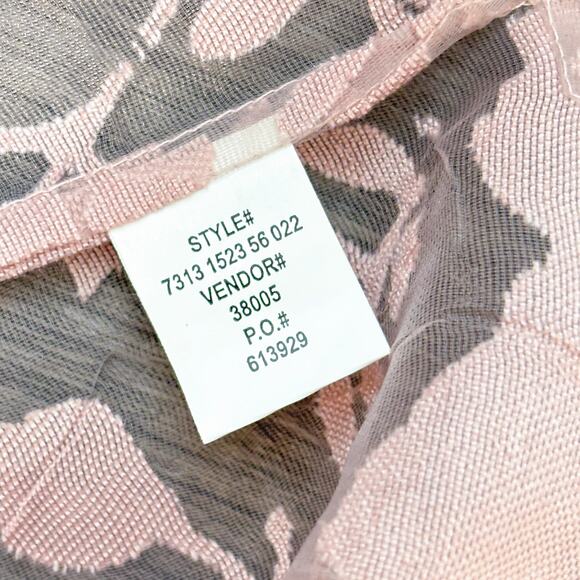 STYLE#
7313 1523 56 022
VENDOR#
38005
P.O.#
613929